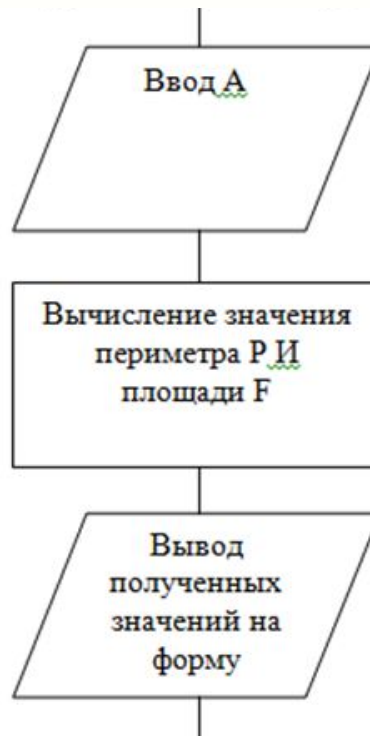 Ввод А
Вычисление значения
периметра Р И
площади F
Вывод
полученных
значений на
форму